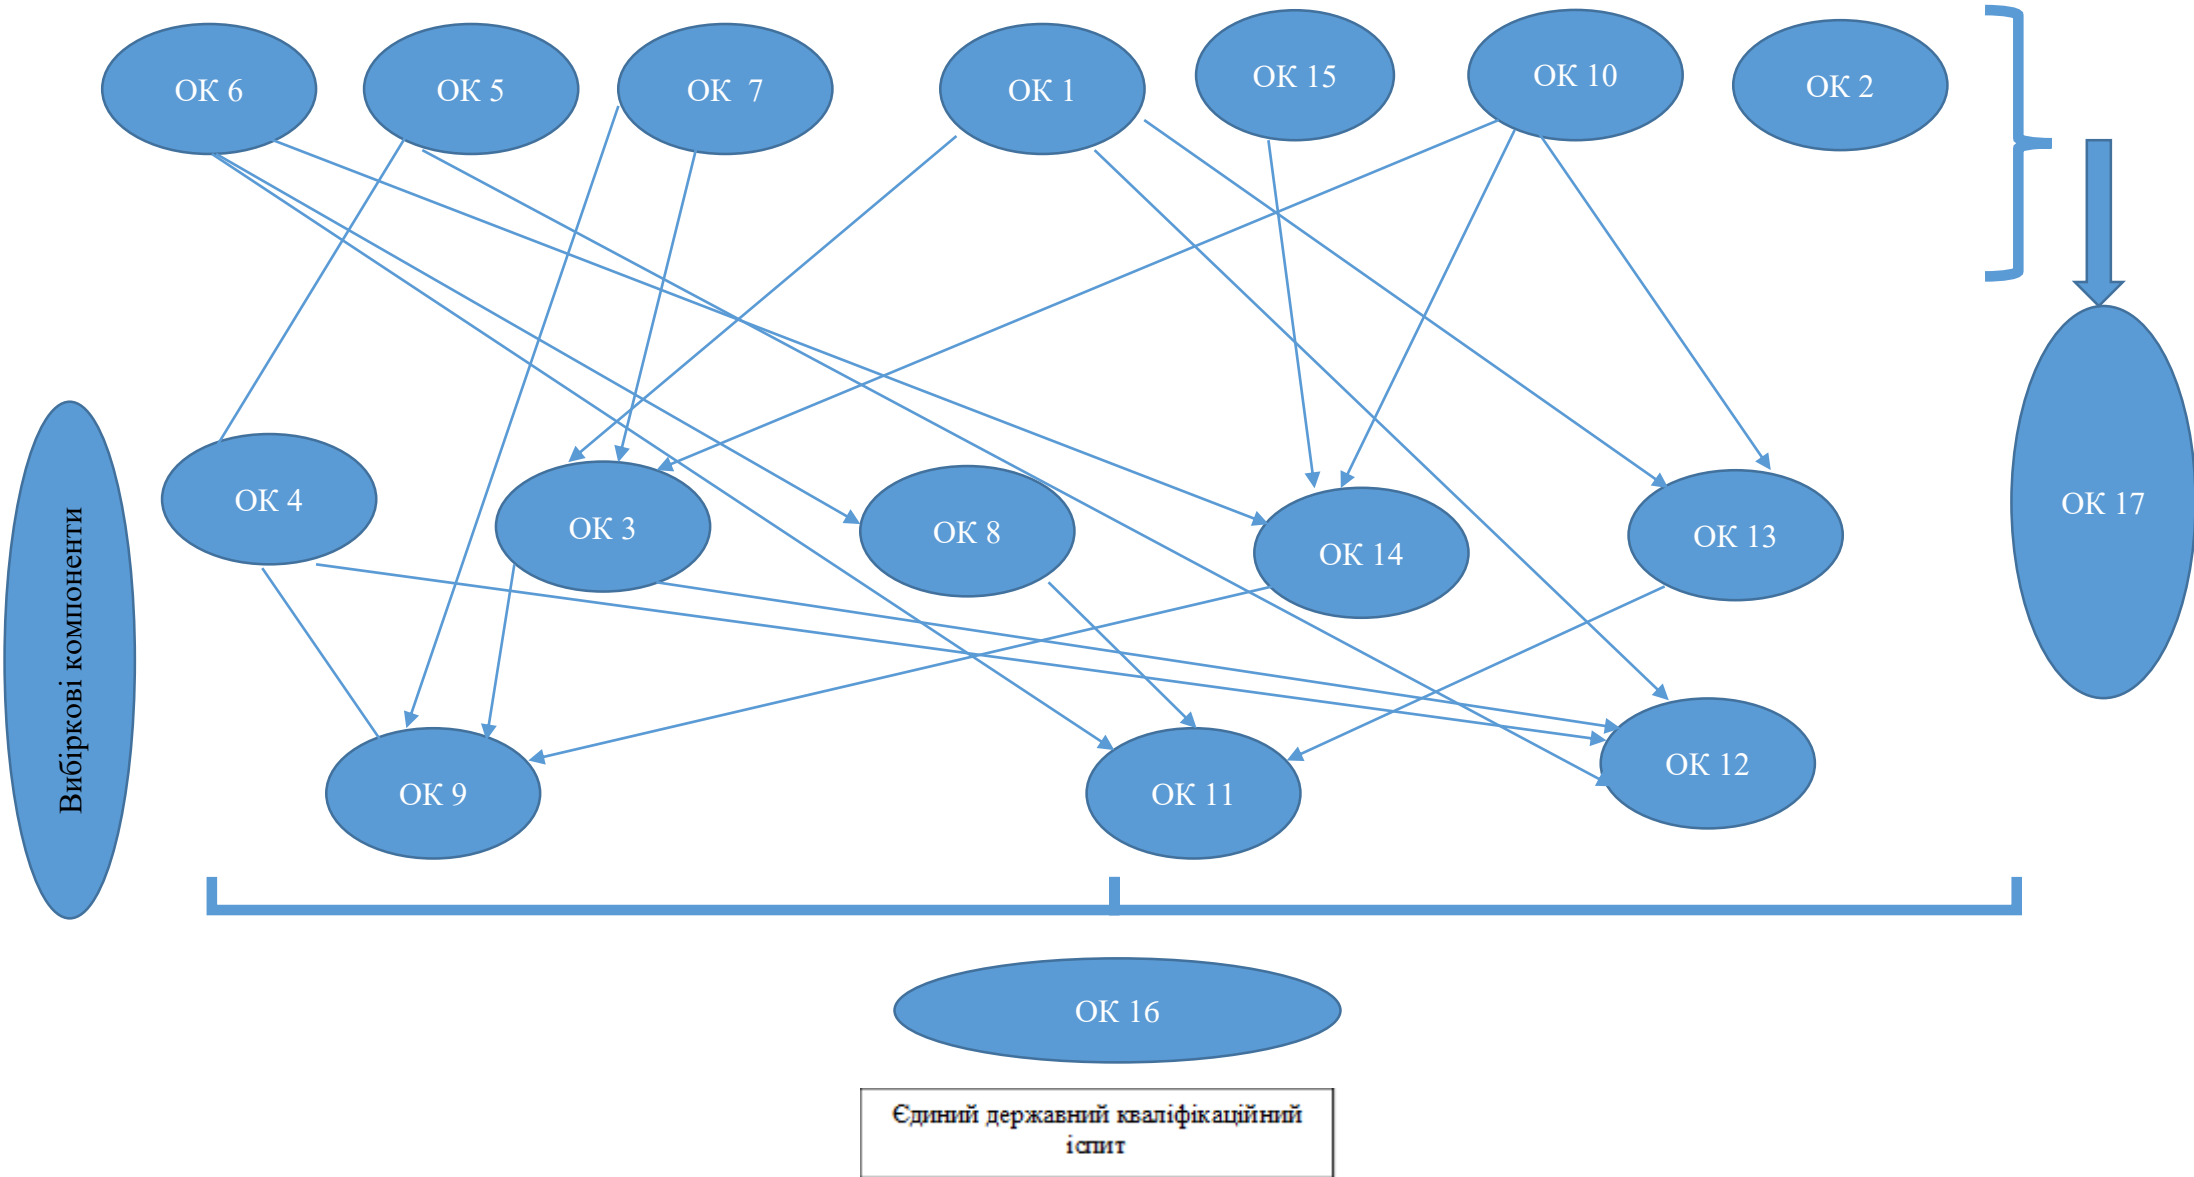 ОК 6
ОК 5
ОК 7
ОК 1
ОК 15
ОК 10
ОК 2
ОК 4
ОК 3
ОК 8
ОК 14
ОК 13
ОК 17
Вибіркові компоненти
ОК 9
ОК 11
ОК 12
ОК 16
Єдиний державний кваліфікаційний
іспит